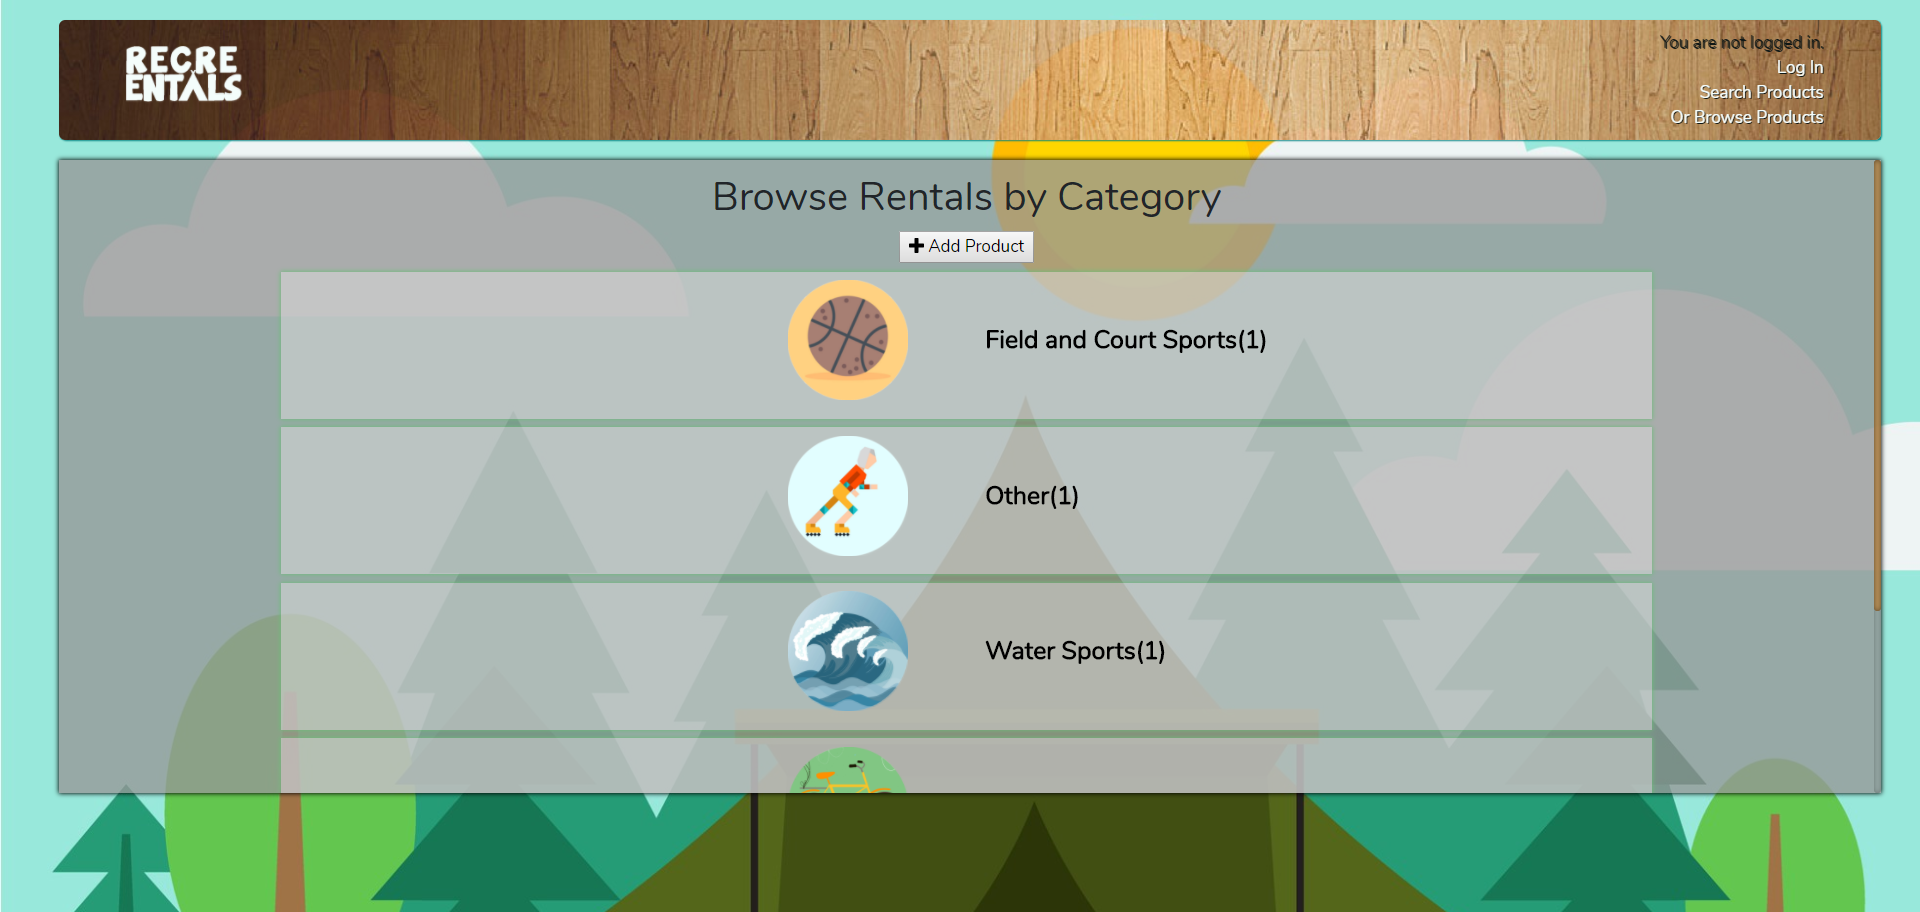 RECRE
ENTALS
You are not logged in.
Log In
Search Products
Or Browse Products
Browse Rentals by Category
Add Product
Field and Court Sports(1)
Other(1)
Water Sports(1)